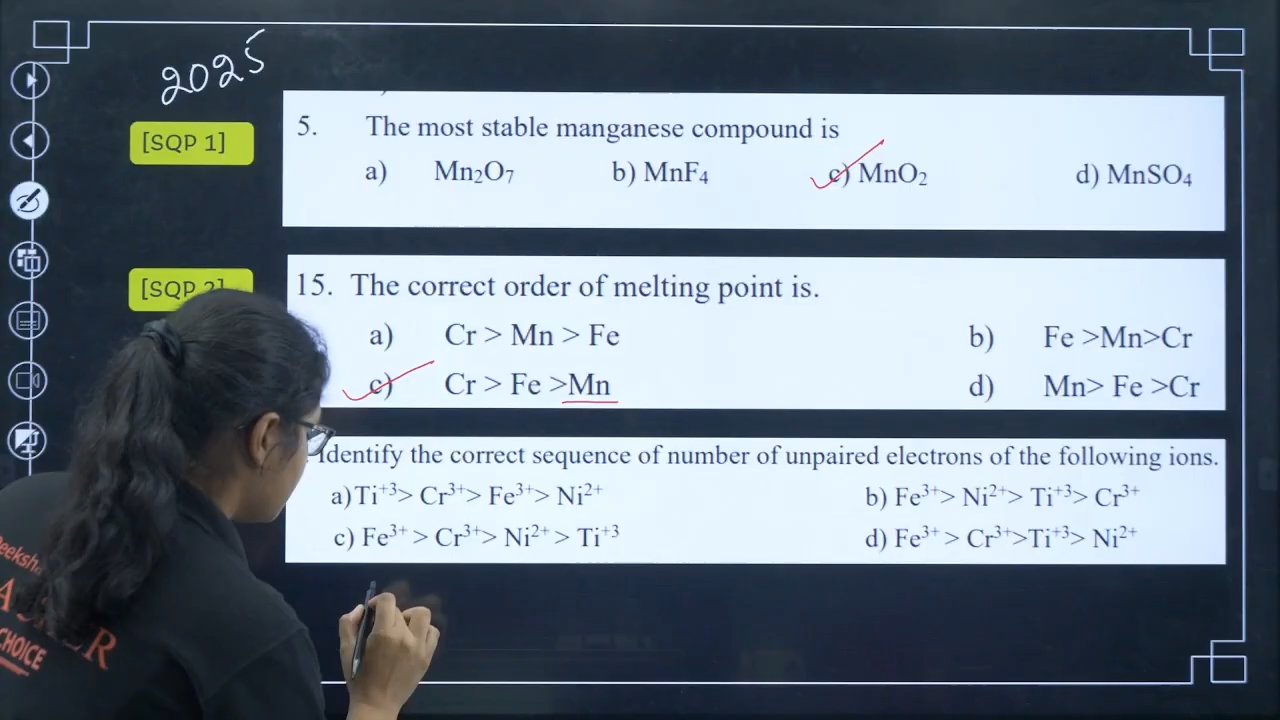 2025
[SQP 1]
5. The most stable manganese compound is
a) Mn₂O₇ b) MnF₄ c) MnO₂ d) MnSO₄
[SQP 2]
15. The correct order of melting point is.
a) Cr > Mn > Fe b) Fe >Mn>Cr
c) Cr > Fe >Mn d) Mn> Fe >Cr
Identify the correct sequence of number of unpaired electrons of the following ions.
a)Ti⁺³> Cr³⁺> Fe³⁺> Ni²⁺ b) Fe³⁺> Ni²⁺> Ti⁺³> Cr³⁺
c) Fe³⁺ > Cr³⁺> Ni²⁺ > Ti⁺³ d) Fe³⁺ > Cr³⁺>Ti⁺³> Ni²⁺
CHOICE